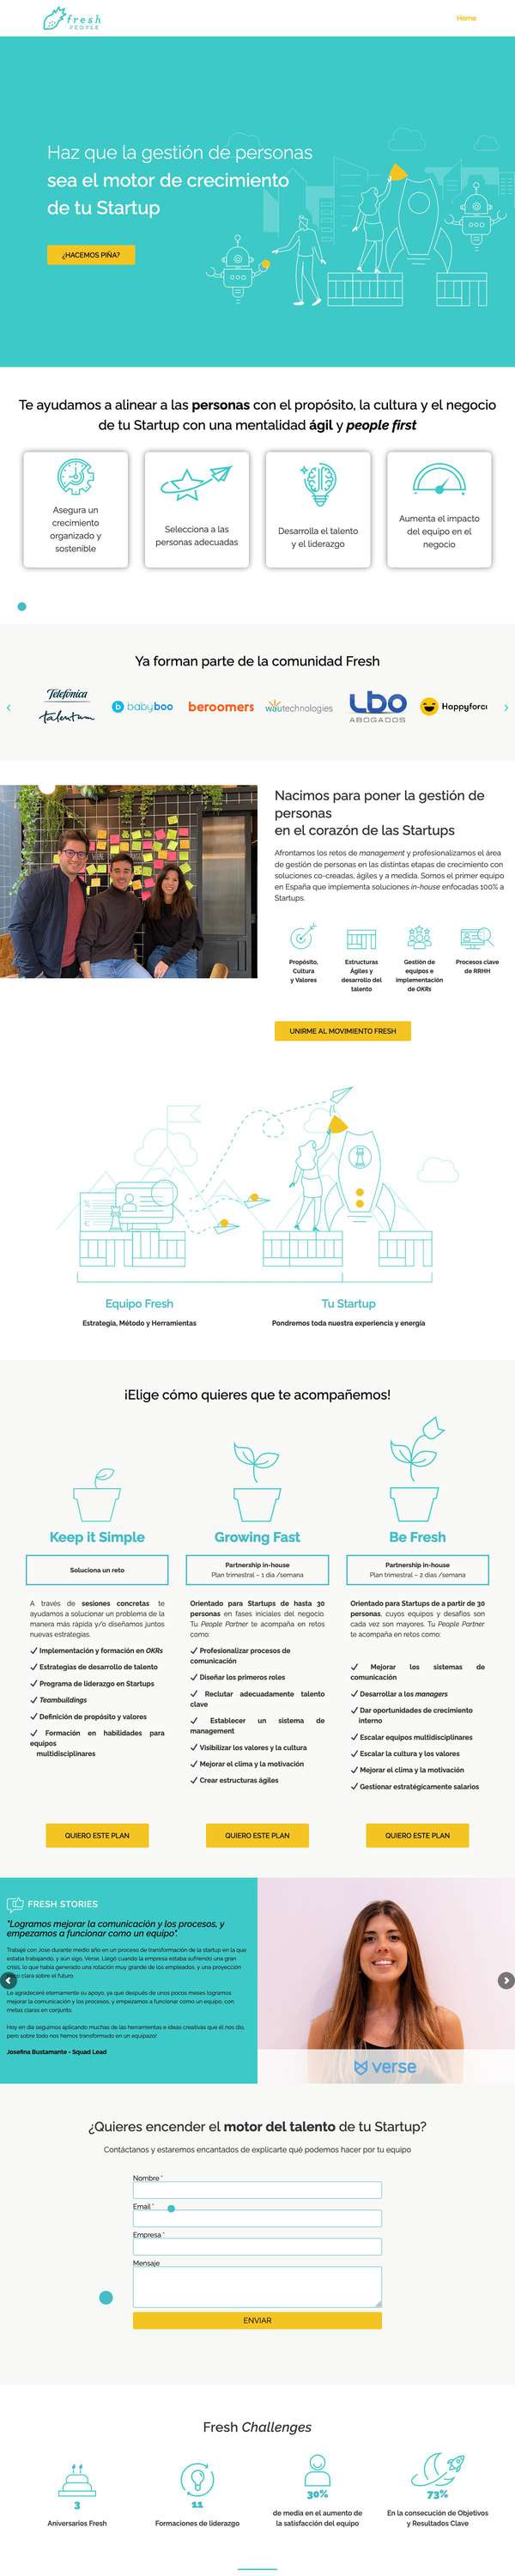 fresh
PEOPLE
Home
Haz que la gestión de personas
sea el motor de crecimiento
de tu Startup
¿HACEMOS PIÑA?
Te ayudamos a alinear a las personas con el propósito, la cultura y el negocio
de tu Startup con una mentalidad ágil y people first
Asegura un
crecimiento
organizado y
sostenible
Selecciona a las
personas adecuadas
Desarrolla el talento
y el liderazgo
Aumenta el impacto
del equipo en el
negocio
Ya forman parte de la comunidad Fresh
Telefónica
talentum
babyboo
beroomers
wäutechnologies
Lbo
ABOGADOS
Happyforce
Nacimos para poner la gestión de
personas
en el corazón de las Startups
Afrontamos los retos de management y profesionalizamos el área
de gestión de personas en las distintas etapas de crecimiento con
soluciones co-creadas, ágiles y a medida. Somos el primer equipo
en España que implementa soluciones in-house enfocadas 100% a
Startups.
Propósito,
Cultura
y Valores
Estructuras
Ágiles y
desarrollo del
talento
Gestión de
equipos e
implementación
de OKRs
Procesos clave
de RRHH
UNIRME AL MOVIMIENTO FRESH
Equipo Fresh
Estrategia, Método y Herramientas
Tu Startup
Pondremos toda nuestra experiencia y energía
¡Elige cómo quieres que te acompañemos!
Keep it Simple
Soluciona un reto
A través de sesiones concretas te
ayudamos a solucionar un problema de la
manera más rápida y/o diseñamos juntos
nuevas estrategias.
✓ Implementación y formación en OKRs
✓ Estrategias de desarrollo de talento
✓ Programa de liderazgo en Startups
✓ Teambuildings
✓ Definición de propósito y valores
✓ Formación en habilidades para
equipos
multidisciplinares
QUIERO ESTE PLAN
Growing Fast
Partnership in-house
Plan trimestral – 1 día /semana
Orientado para Startups de hasta 30
personas en fases iniciales del negocio
Tu People Partner te acompaña en retos
como:
✓ Profesionalizar procesos de
comunicación
✓ Diseñar los primeros roles
✓ Reclutar adecuadamente talento
clave
✓ Establecer un sistema de
management
✓ Visibilizar los valores y la cultura
✓ Mejorar el clima y la motivación
✓ Crear estructuras ágiles
QUIERO ESTE PLAN
Be Fresh
Partnership in-house
Plan trimestral – 2 días /semana
Orientado para Startups de a partir de 30
personas, cuyos equipos y desafíos son
cada vez son mayores. Tu People Partner
te acompaña en retos como:
✓ Mejorar los sistemas de
comunicación
✓ Desarrollar a los managers
✓ Dar oportunidades de crecimiento
interno
✓ Escalar equipos multidisciplinares
✓ Escalar la cultura y los valores
✓ Mejorar el clima y la motivación
✓ Gestionar estratégicamente salarios
QUIERO ESTE PLAN
FRESH STORIES
"Logramos mejorar la comunicación y los procesos, y
empezamos a funcionar como un equipo".
Trabajé con Jose durante medio año en un proceso de transformación de la startup en la que
estaba trabajando, y aún sigo, Verse. Llegó cuando la empresa estaba sufriendo una gran
crisis, lo que había generado una rotación muy grande de los empleados, y una proyección
clara sobre el futuro.
Le agradeceré eternamente su apoyo, ya que después de unos pocos meses logramos
mejorar la comunicación y los procesos, y empezamos a funcionar como un equipo, con
metas claras en conjunto.
Hoy en día seguimos aplicando muchas de las herramientas e ideas creativas que él nos dio,
pero sobre todo nos hemos transformado en un equipazo!
Josefina Bustamante - Squad Lead
verse
¿Quieres encender el motor del talento de tu Startup?
Contáctanos y estaremos encantados de explicarte qué podemos hacer por tu equipo
Nombre *
Email *
Empresa *
Mensaje
ENVIAR
Fresh Challenges
3
Aniversarios Fresh
11
Formaciones de liderazgo
30%
de media en el aumento de
la satisfacción del equipo
73%
En la consecución de Objetivos
y Resultados Clave